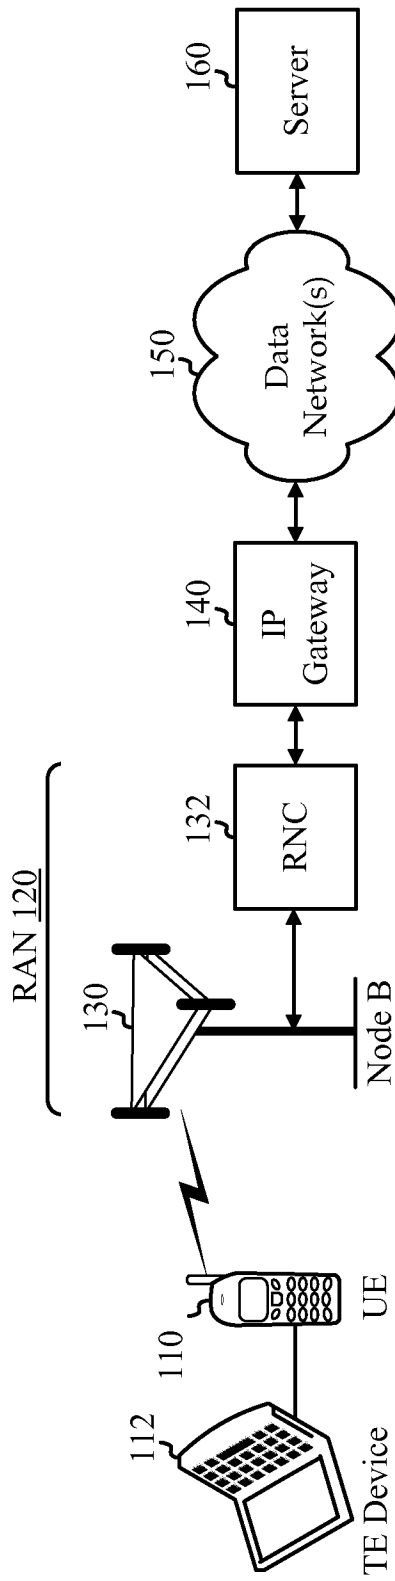 RAN 120
112
110
130
132
140
150
160
TE Device
UE
Node B
RNC
IP
Gateway
Data
Network(s)
Server